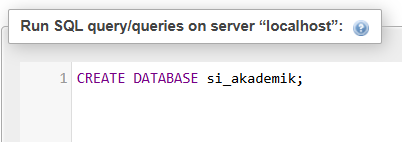 Run SQL query/queries on server “localhost”:
1 CREATE DATABASE si_akademik;